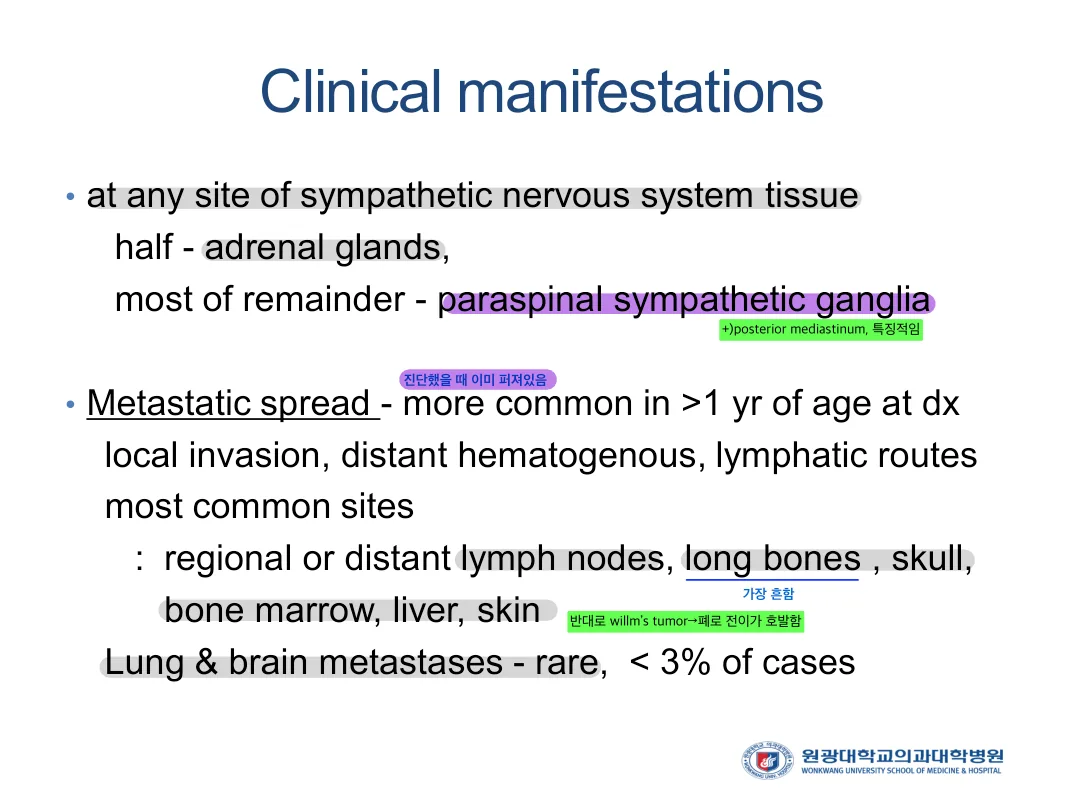 Clinical manifestations
• at any site of sympathetic nervous system tissue
half - adrenal glands,
most of remainder - paraspinal sympathetic ganglia
+)posterior mediastinum, 특징적임
진단했을 때 이미 퍼져있음
• Metastatic spread - more common in >1 yr of age at dx
local invasion, distant hematogenous, lymphatic routes
most common sites
: regional or distant lymph nodes, long bones , skull,
가장 흔함
bone marrow, liver, skin
반대로 willm's tumor→폐로 전이가 호발함
Lung & brain metastases - rare, < 3% of cases
원광대학교의과대학병원
WONKWANG UNIVERSITY SCHOOL OF MEDICINE & HOSPITAL